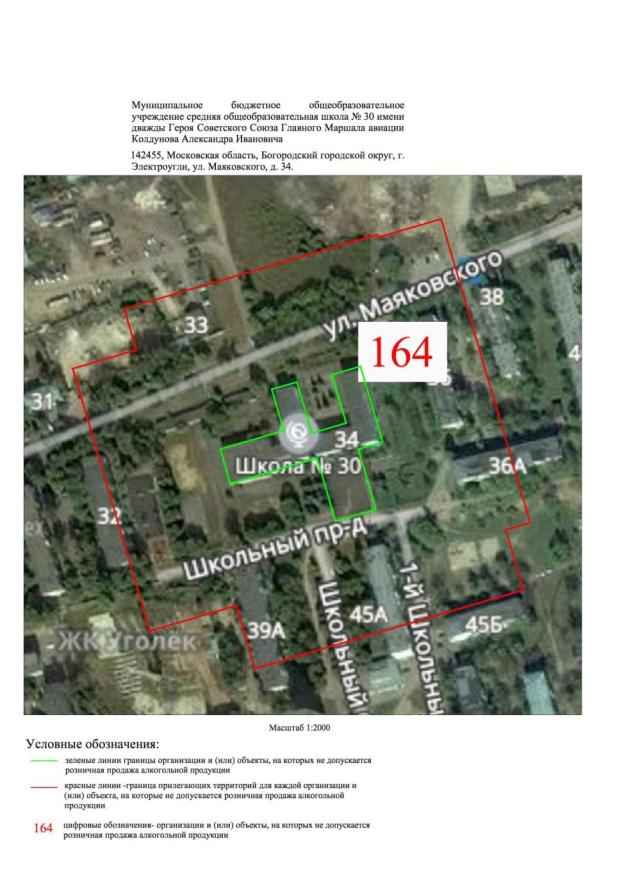 Муниципальное бюджетное общеобразовательное
учреждение средняя общеобразовательная школа № 30 имени
дважды Героя Советского Союза Главного Маршала авиации
Колдунова Александра Ивановича
142455, Московская область, Богородский городской округ, г.
Электроугли, ул. Маяковского, д. 34.
ул. Маяковского
38
33
164
31
34
Школа № 30
36А
32
Школьный пр-д
Школьный
1-й Школьны
45А
45Б
39А
ЖК Уголек
Масштаб 1:2000
Условные обозначения:
зеленые линии границы организации и (или) объекты, на которых не допускается
розничная продажа алкогольной продукции
красные линии -граница прилегающих территорий для каждой организации и
(или) объекта, на которые не допускается розничная продажа алкогольной
продукции
164 цифровые обозначения- организации и (или) объекты, на которых не допускается
розничная продажа алкогольной продукции